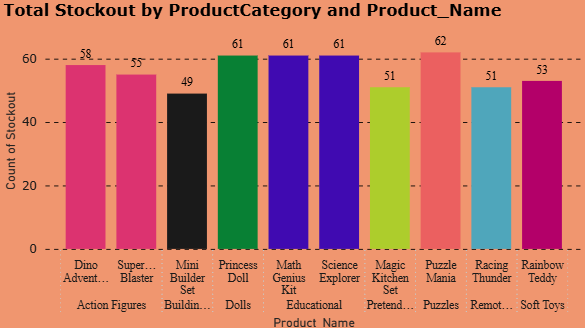 Total Stockout by ProductCategory and Product_Name
Count of Stockout
60
40
20
0
58
55
49
61
61
61
51
62
51
53
Dino
Advent...
Super...
Blaster
Mini
Builder
Set
Princess
Doll
Math
Genius
Kit
Science
Explorer
Magic
Kitchen
Set
Puzzle
Mania
Racing
Thunder
Rainbow
Teddy
Action Figures
Buildin...
Dolls
Educational
Pretend...
Puzzles
Remot...
Soft Toys
Product_Name